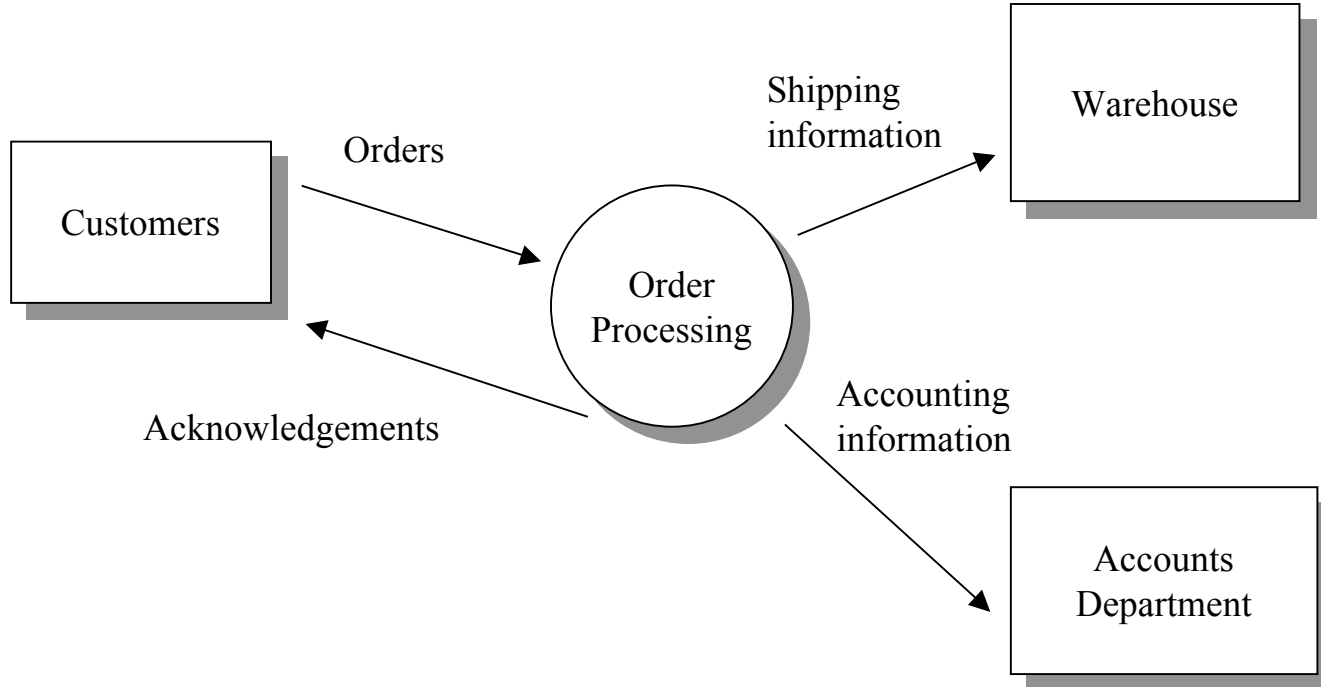 Shipping
information
Warehouse
Orders
Customers
Order
Processing
Acknowledgements
Accounting
information
Accounts
Department